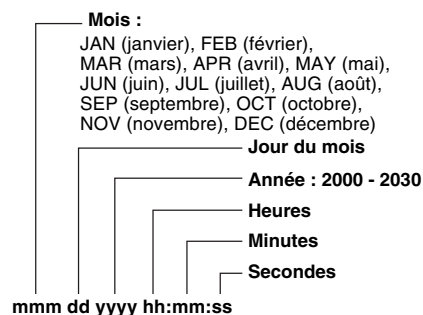 Mois :
JAN (janvier), FEB (février),
MAR (mars), APR (avril), MAY (mai),
JUN (juin), JUL (juillet), AUG (août),
SEP (septembre), OCT (octobre),
NOV (novembre), DEC (décembre)
Jour du mois
Année : 2000 - 2030
Heures
Minutes
Secondes
mmm dd yyyy hh:mm:ss